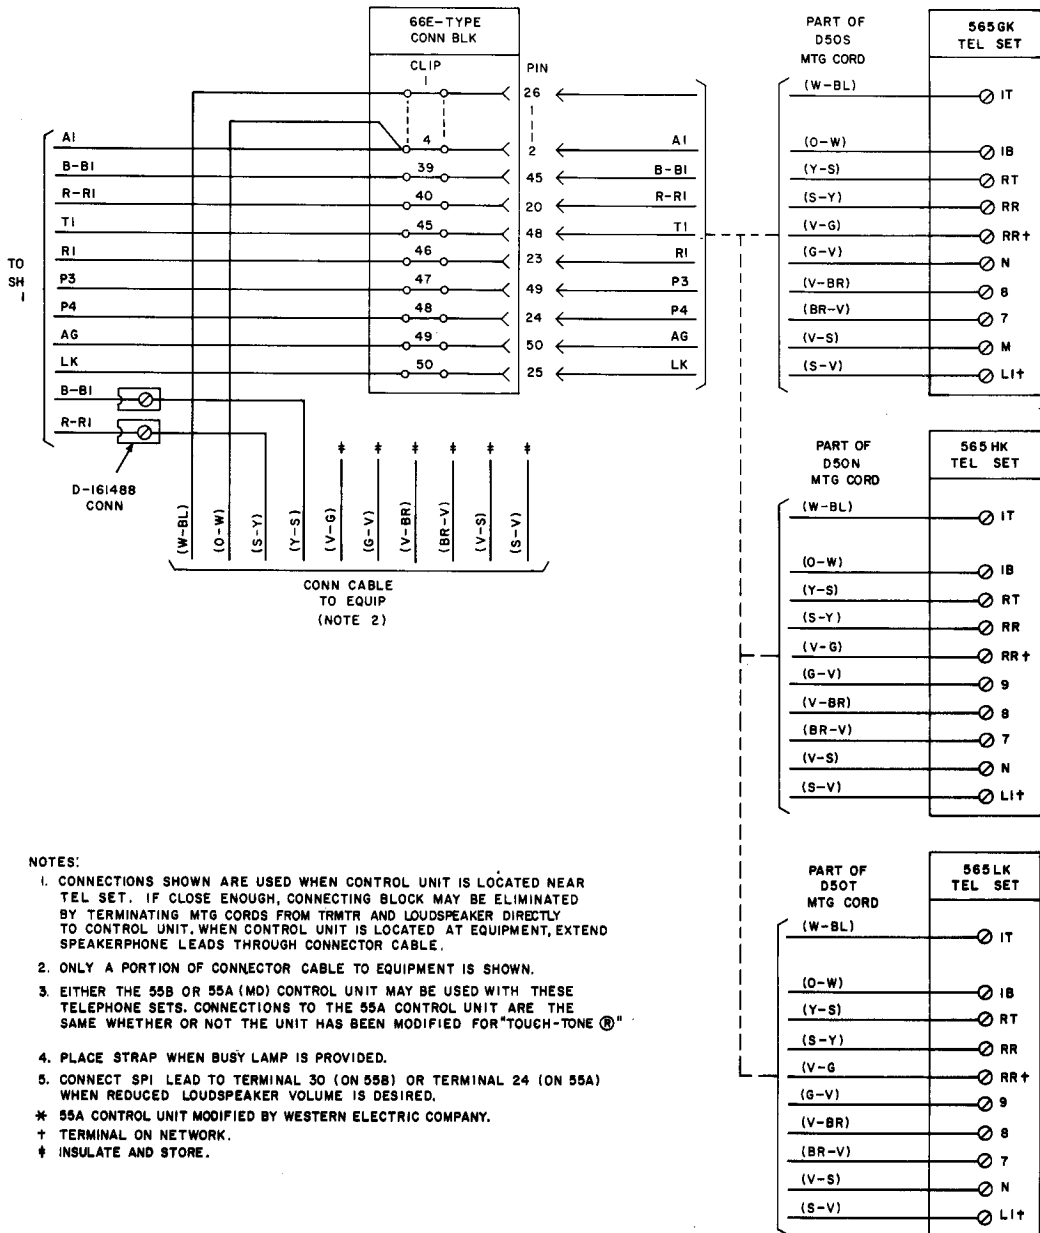 66E-TYPE
CONN BLK
CLIP
PIN
26
A1 4 2 A1
B-B1 39 45 B-B1
R-R1 40 20 R-R1
T1 45 48 T1
R1 46 23 R1
P3 47 49 P3
P4 48 24 P4
AG 49 50 AG
LK 50 25 LK
B-B1
R-R1
TO
SH
1
D-161488
CONN
(W-BL)
(O-W)
(S-Y)
(Y-S)
(V-G)
(G-V)
(V-BR)
(BR-V)
(V-S)
(S-V)
‡ ‡ ‡ ‡ ‡ ‡
CONN CABLE
TO EQUIP
(NOTE 2)
PART OF
D50S
MTG CORD
565GK
TEL SET
(W-BL) 1T
(O-W) 1B
(Y-S) RT
(S-Y) RR
(V-G) RR†
(G-V) N
(V-BR) 8
(BR-V) 7
(V-S) M
(S-V) L1†
PART OF
D50N
MTG CORD
565HK
TEL SET
(W-BL) 1T
(O-W) 1B
(Y-S) RT
(S-Y) RR
(V-G) RR†
(G-V) 9
(V-BR) 8
(BR-V) 7
(V-S) N
(S-V) L1†
PART OF
D50T
MTG CORD
565LK
TEL SET
(W-BL) 1T
(O-W) 1B
(Y-S) RT
(S-Y) RR
(V-G RR†
(G-V) 9
(V-BR) 8
(BR-V) 7
(V-S) N
(S-V) L1†
NOTES:
1. CONNECTIONS SHOWN ARE USED WHEN CONTROL UNIT IS LOCATED NEAR
TEL SET. IF CLOSE ENOUGH, CONNECTING BLOCK MAY BE ELIMINATED
BY TERMINATING MTG CORDS FROM TRMTR AND LOUDSPEAKER DIRECTLY
TO CONTROL UNIT. WHEN CONTROL UNIT IS LOCATED AT EQUIPMENT, EXTEND
SPEAKERPHONE LEADS THROUGH CONNECTOR CABLE.
2. ONLY A PORTION OF CONNECTOR CABLE TO EQUIPMENT IS SHOWN.
3. EITHER THE 55B OR 55A (MD) CONTROL UNIT MAY BE USED WITH THESE
TELEPHONE SETS. CONNECTIONS TO THE 55A CONTROL UNIT ARE THE
SAME WHETHER OR NOT THE UNIT HAS BEEN MODIFIED FOR "TOUCH-TONE ®"
4. PLACE STRAP WHEN BUSY LAMP IS PROVIDED.
5. CONNECT SP1 LEAD TO TERMINAL 30 (ON 55B) OR TERMINAL 24 (ON 55A)
WHEN REDUCED LOUDSPEAKER VOLUME IS DESIRED.
* 55A CONTROL UNIT MODIFIED BY WESTERN ELECTRIC COMPANY.
† TERMINAL ON NETWORK.
‡ INSULATE AND STORE.